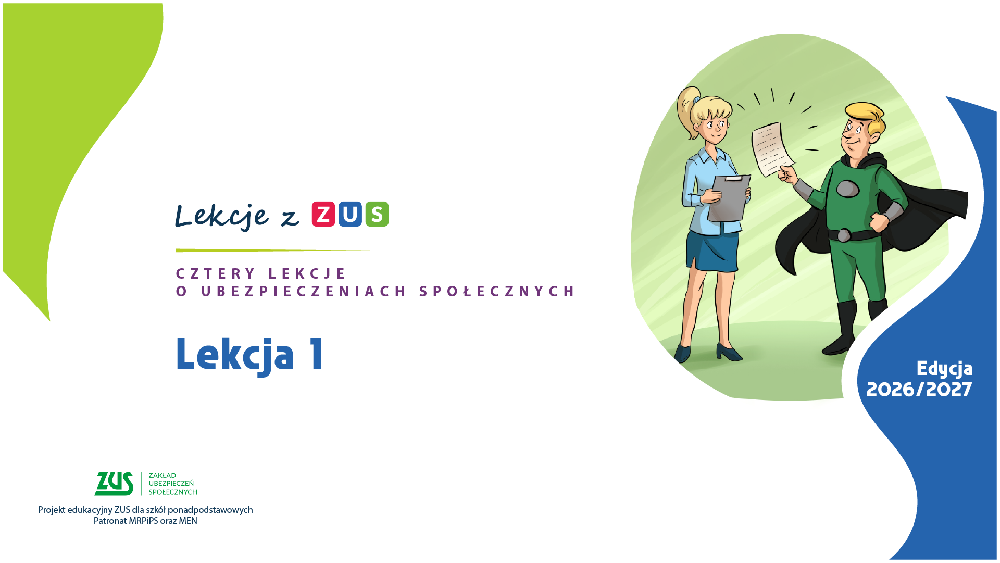 Lekcje z ZUS
CZTERY LEKCJE
O UBEZPIECZENIACH SPOŁECZNYCH
Lekcja 1
Edycja
2026/2027
ZUS
ZAKŁAD
UBEZPIECZEŃ
SPOŁECZNYCH
Projekt edukacyjny ZUS dla szkół ponadpodstawowych
Patronat MRPiPS oraz MEN